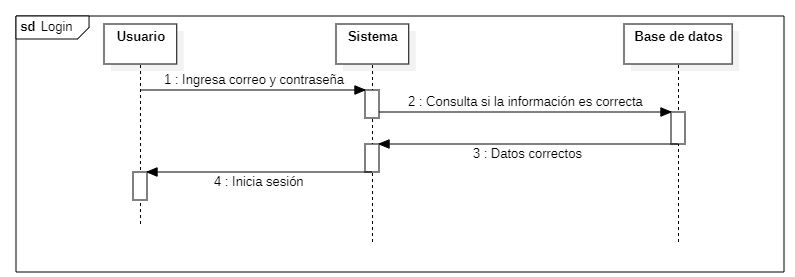 sd Login
Usuario
Sistema
Base de datos
1 : Ingresa correo y contraseña
2 : Consulta si la información es correcta
3 : Datos correctos
4 : Inicia sesión